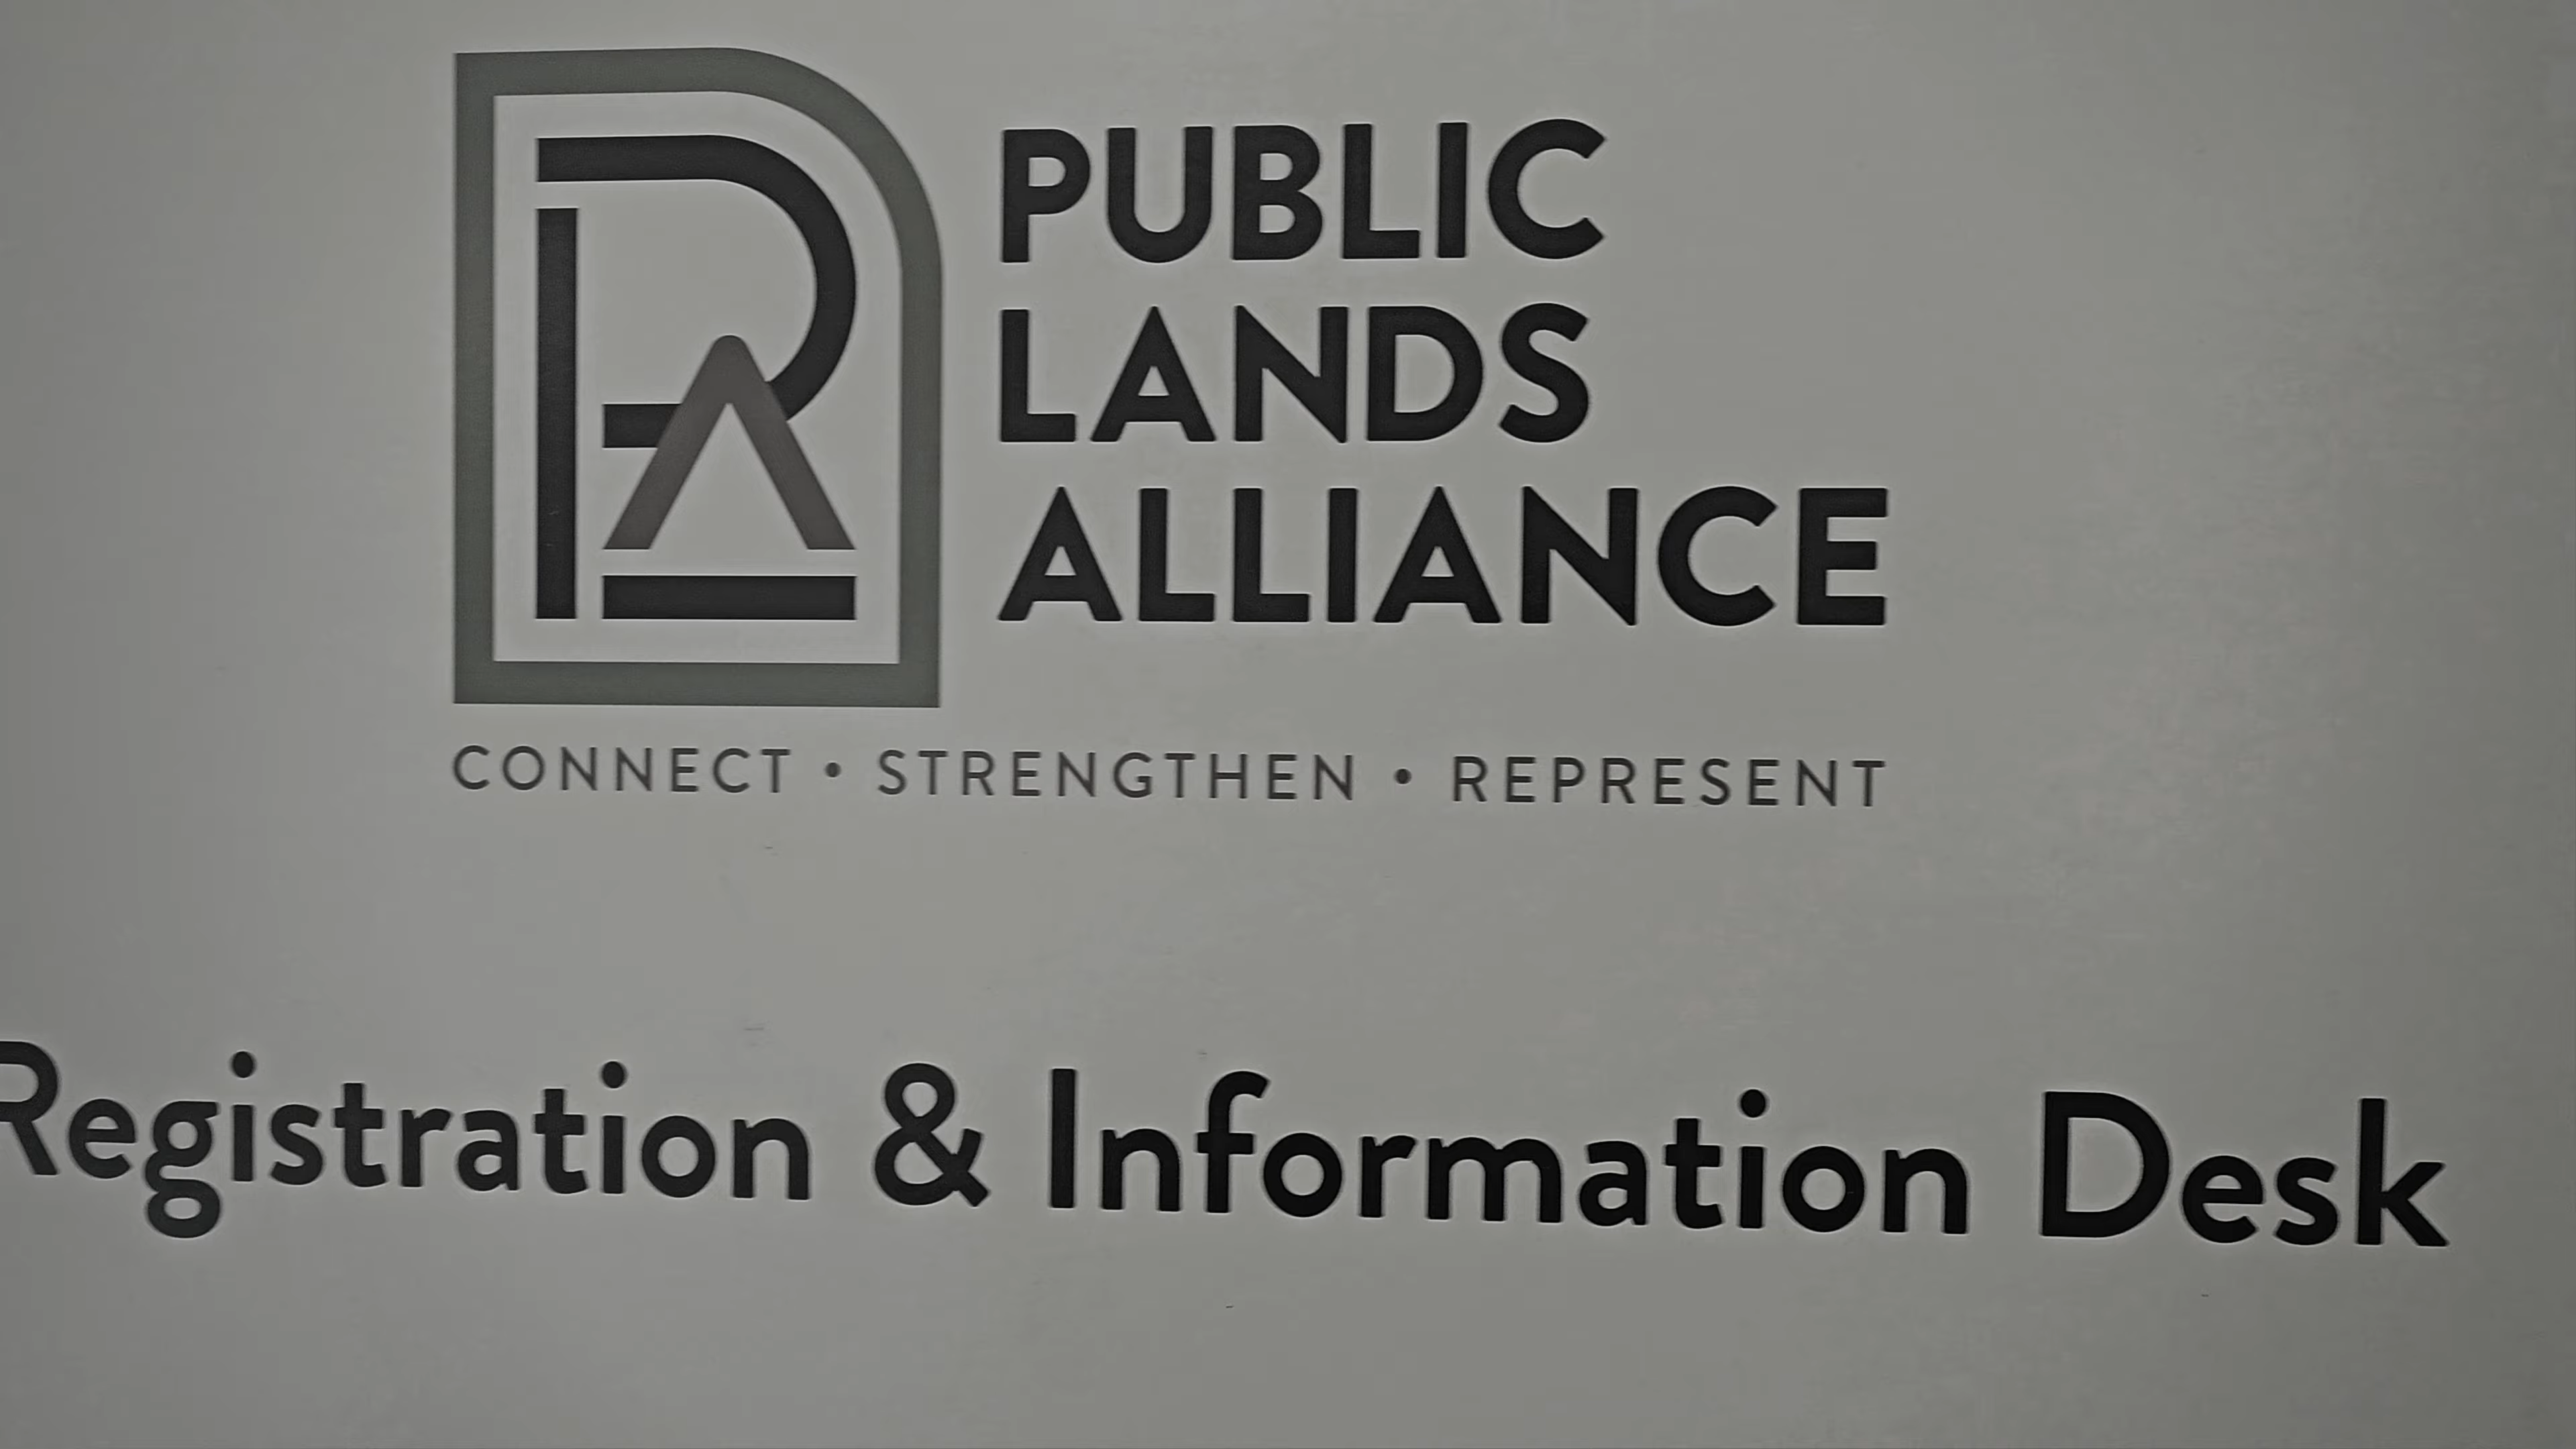 PUBLIC
LANDS
ALLIANCE
CONNECT • STRENGTHEN • REPRESENT
Registration & Information Desk